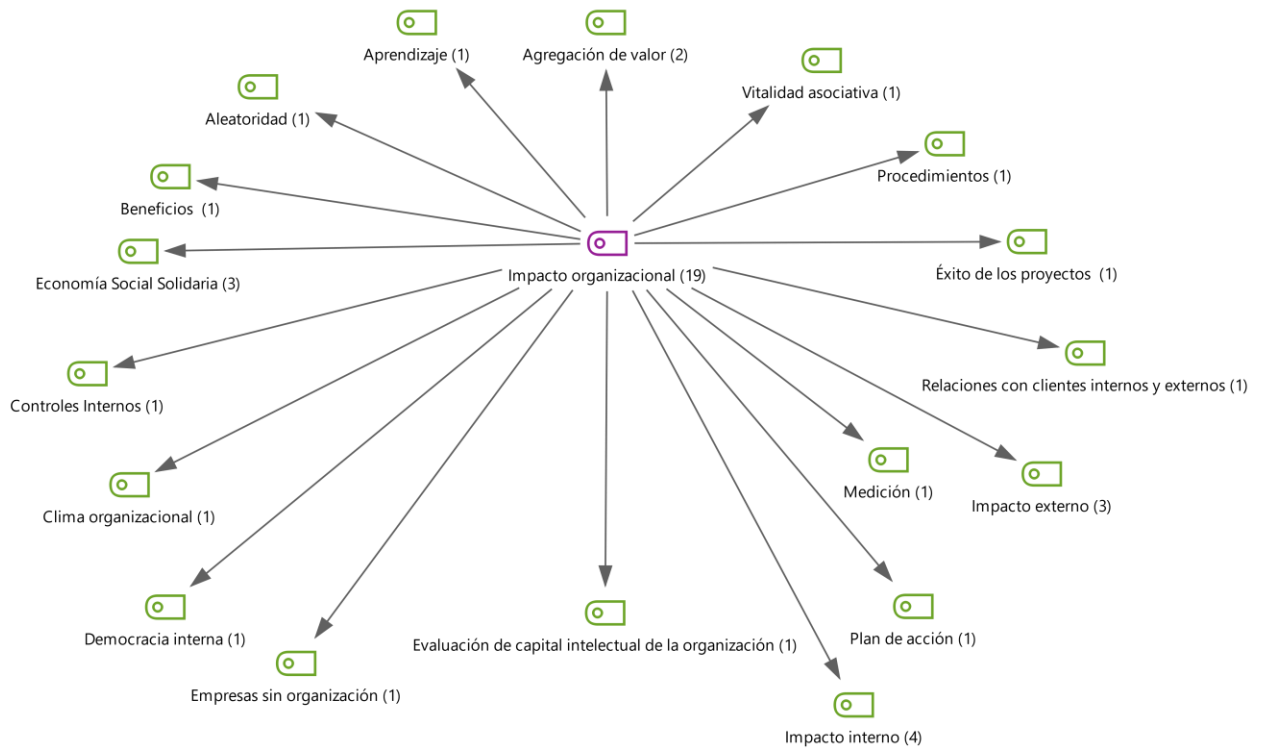 Aprendizaje (1)
Agregación de valor (2)
Vitalidad asociativa (1)
Aleatoridad (1)
Procedimientos (1)
Beneficios  (1)
Impacto organizacional (19)
Éxito de los proyectos  (1)
Economía Social Solidaria (3)
Relaciones con clientes internos y externos (1)
Controles Internos (1)
Medición (1)
Impacto externo (3)
Clima organizacional (1)
Democracia interna (1)
Evaluación de capital intelectual de la organización (1)
Plan de acción (1)
Empresas sin organización (1)
Impacto interno (4)